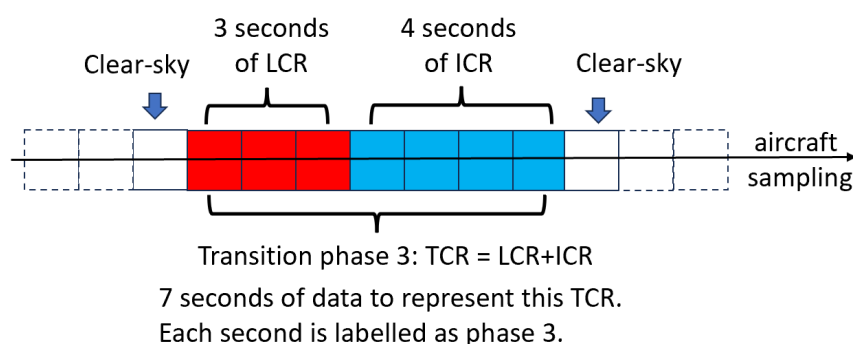 3 seconds
of LCR
4 seconds
of ICR
Clear-sky
Clear-sky
aircraft
sampling
Transition phase 3: TCR = LCR+ICR
7 seconds of data to represent this TCR.
Each second is labelled as phase 3.